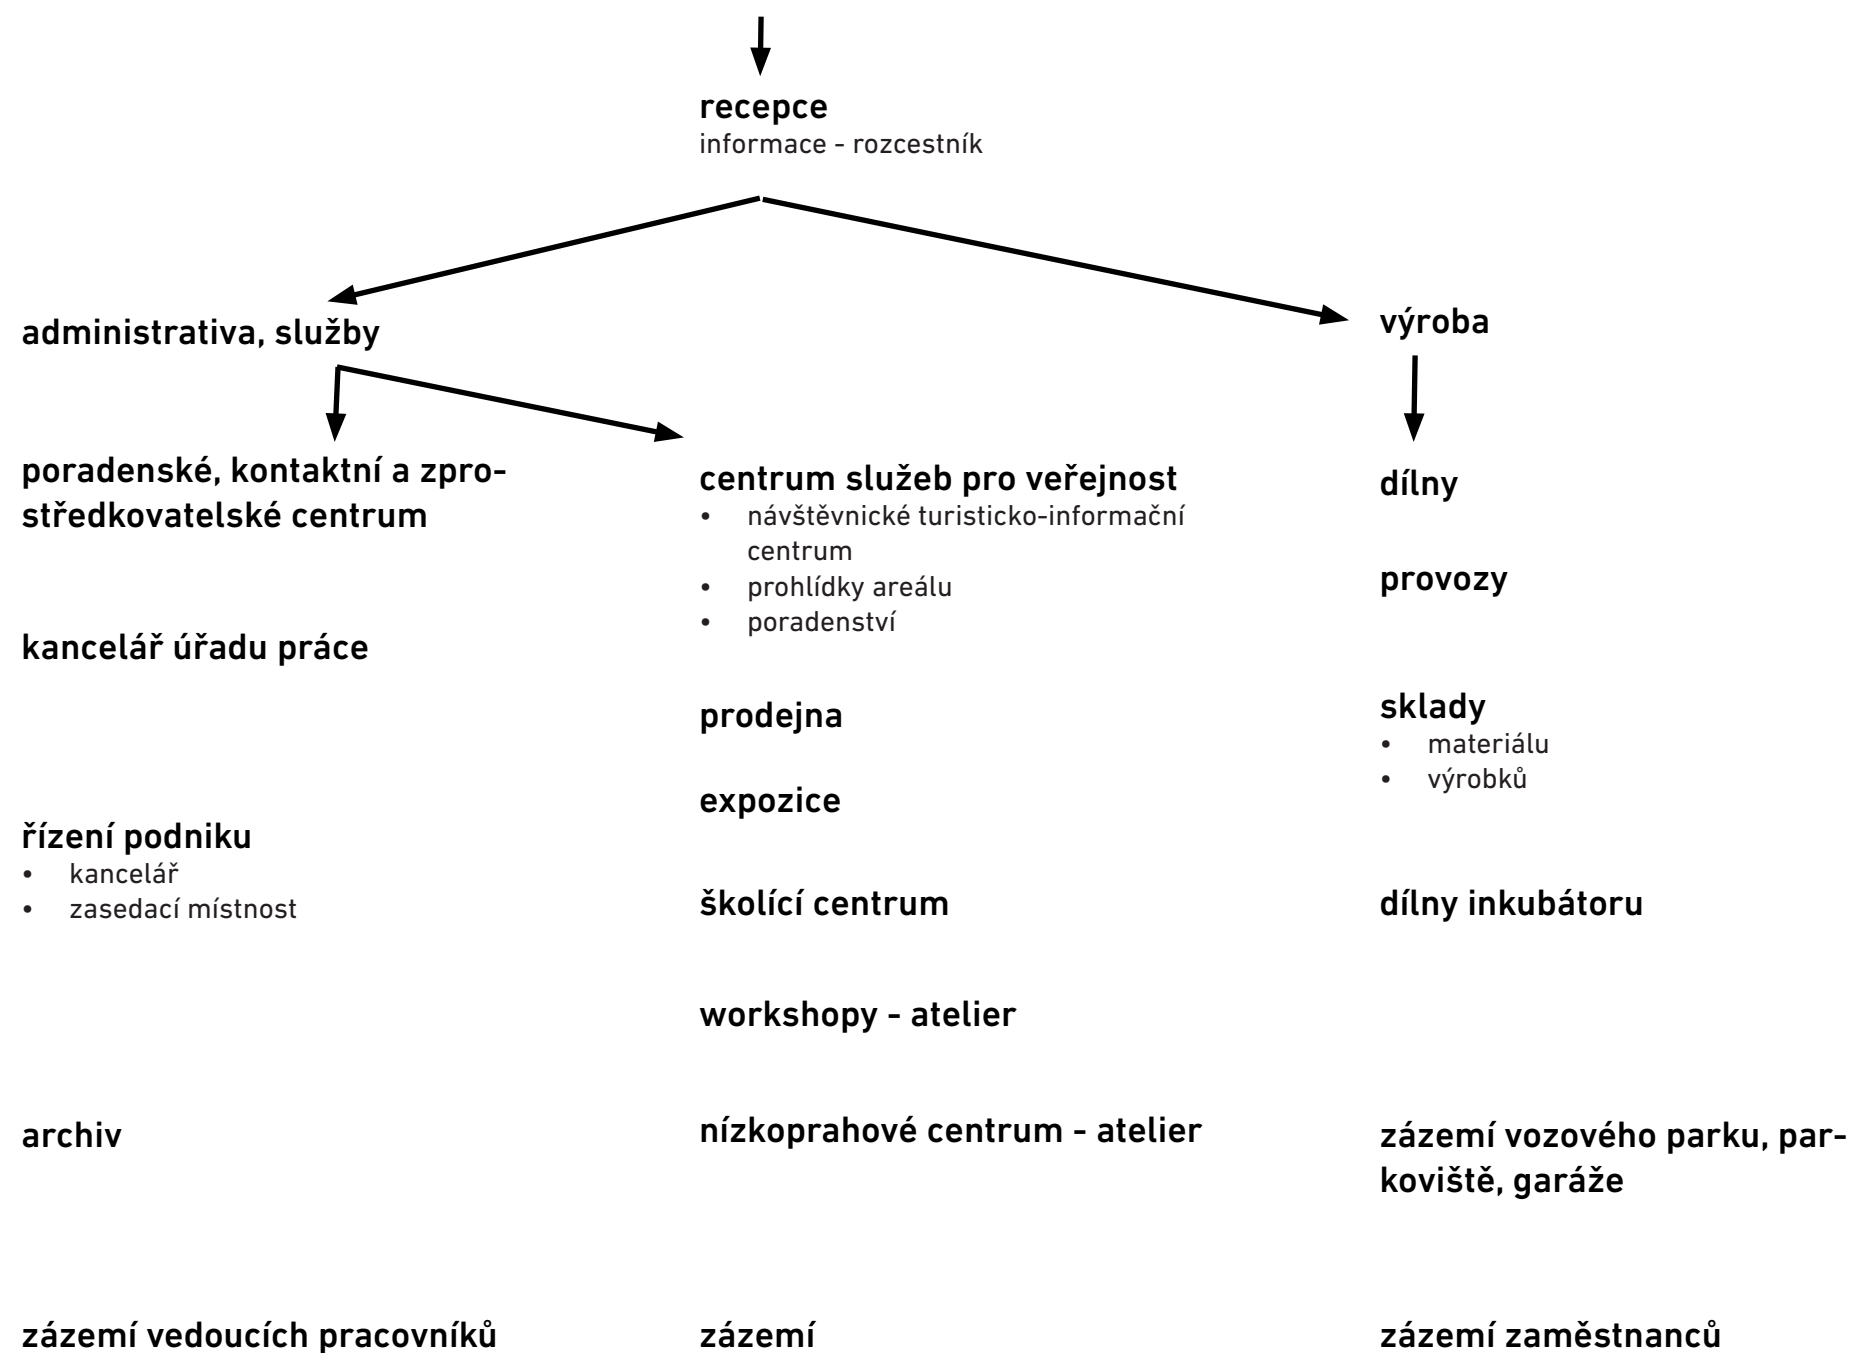 recepce
informace - rozcestník
administrativa, služby
výroba
poradenské, kontaktní a zpro-
středkovatelské centrum
kancelář úřadu práce
řízení podniku
• kancelář
• zasedací místnost
archiv
zázemí vedoucích pracovníků
centrum služeb pro veřejnost
• návštěvnické turisticko-informační
centrum
• prohlídky areálu
• poradenství
prodejna
expozice
školící centrum
workshopy - atelier
nízkoprahové centrum - atelier
zázemí
dílny
provozy
sklady
• materiálu
• výrobků
dílny inkubátoru
zázemí vozového parku, par-
koviště, garáže
zázemí zaměstnanců